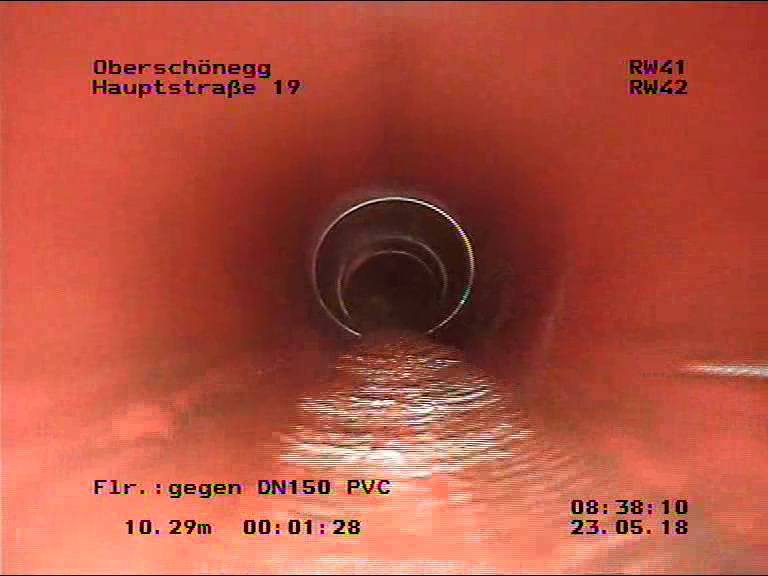 Oberschönegg
Hauptstraße 19
RW41
RW42
Flr.:gegen DN150 PVC
10.29m 00:01:28
08:38:10
23.05.18